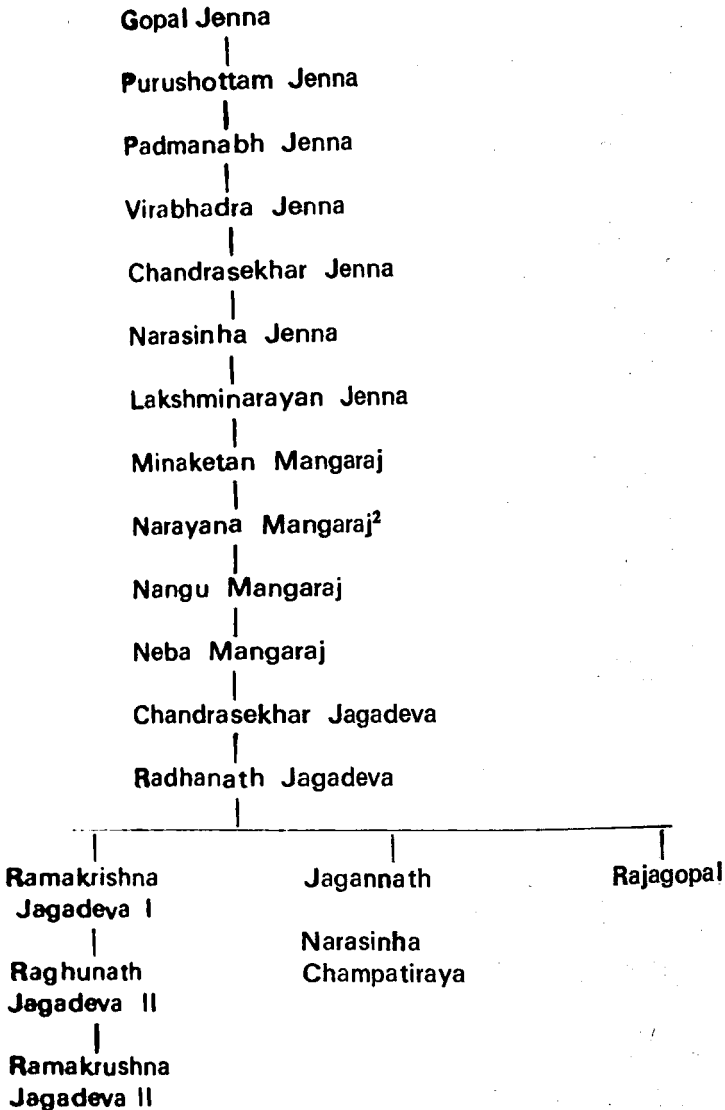 Gopal Jenna
Purushottam Jenna
Padmanabh Jenna
Virabhadra Jenna
Chandrasekhar Jenna
Narasinha Jenna
Lakshminarayan Jenna
Minaketan Mangaraj
Narayana Mangaraj²
Nangu Mangaraj
Neba Mangaraj
Chandrasekhar Jagadeva
Radhanath Jagadeva
Ramakrishna Jagannath Rajagopal
Jagadeva I
Narasinha
Raghunath Champatiraya
Jagadeva II
Ramakrushna
Jagadeva II